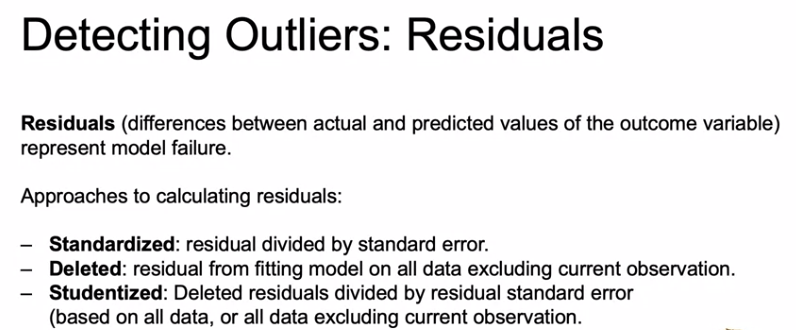 Detecting Outliers: Residuals
Residuals (differences between actual and predicted values of the outcome variable)
represent model failure.
Approaches to calculating residuals:
– Standardized: residual divided by standard error.
– Deleted: residual from fitting model on all data excluding current observation.
– Studentized: Deleted residuals divided by residual standard error
(based on all data, or all data excluding current observation.